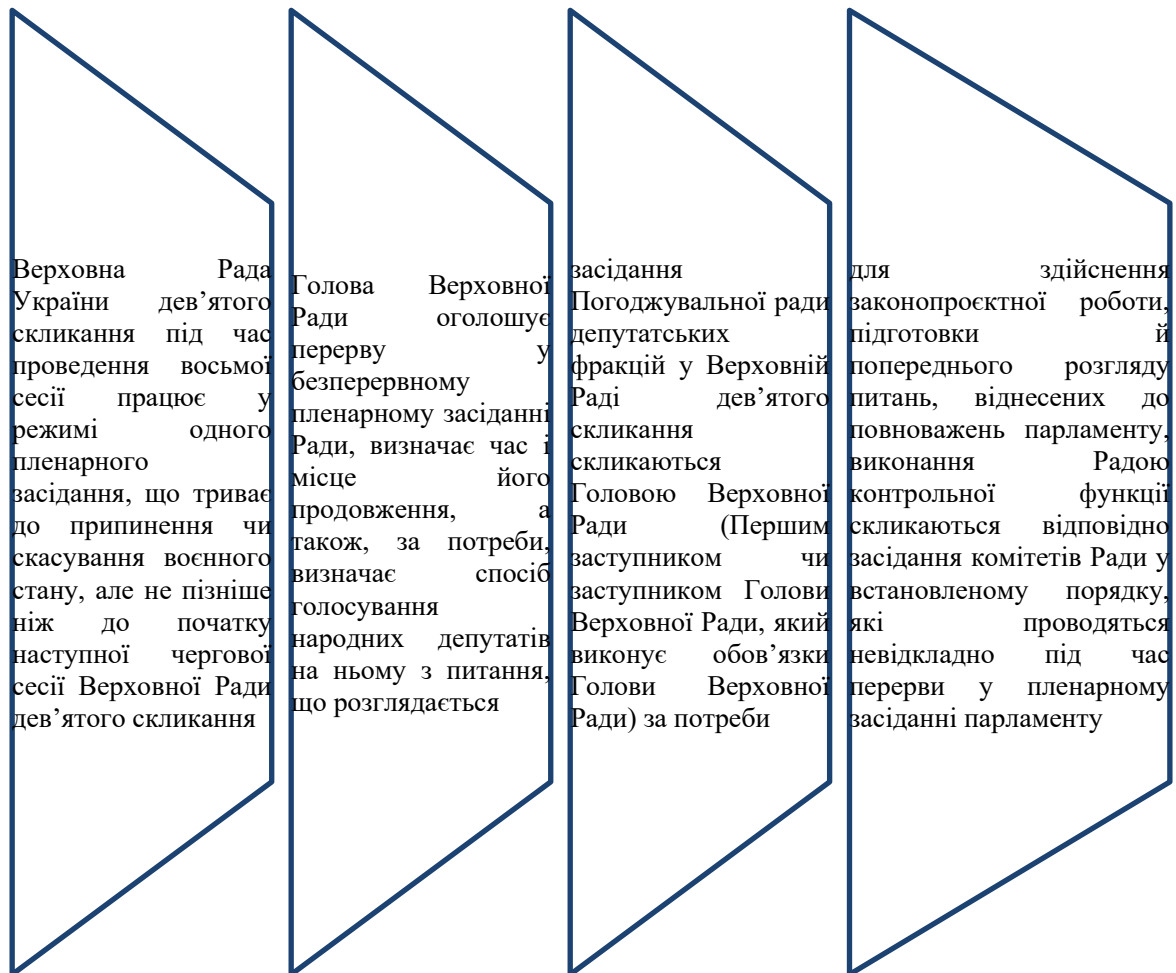 Верховна Рада
України дев’ятого
скликання під час
проведення восьмої
сесії працює у
режимі одного
пленарного
засідання, що триває
до припинення чи
скасування воєнного
стану, але не пізніше
ніж до початку
наступної чергової
сесії Верховної Ради
дев’ятого скликання
Голова Верховної
Ради оголошує
перерву у
безперервному
пленарному засіданні
Ради, визначає час і
місце його
продовження, а
також, за потреби,
визначає спосіб
голосування
народних депутатів
на ньому з питання,
що розглядається
засідання
Погоджувальної ради
депутатських
фракцій у Верховній
Раді дев’ятого
скликання
скликаються
Головою Верховної
Ради (Першим
заступником чи
заступником Голови
Верховної Ради, який
виконує обов’язки
Голови Верховної
Ради) за потреби
для здійснення
законопроєктної роботи,
підготовки й
попереднього розгляду
питань, віднесених до
повноважень парламенту,
виконання Радою
контрольної функції
скликаються відповідно
засідання комітетів Ради у
встановленому порядку,
які проводяться
невідкладно під час
перерви у пленарному
засіданні парламенту